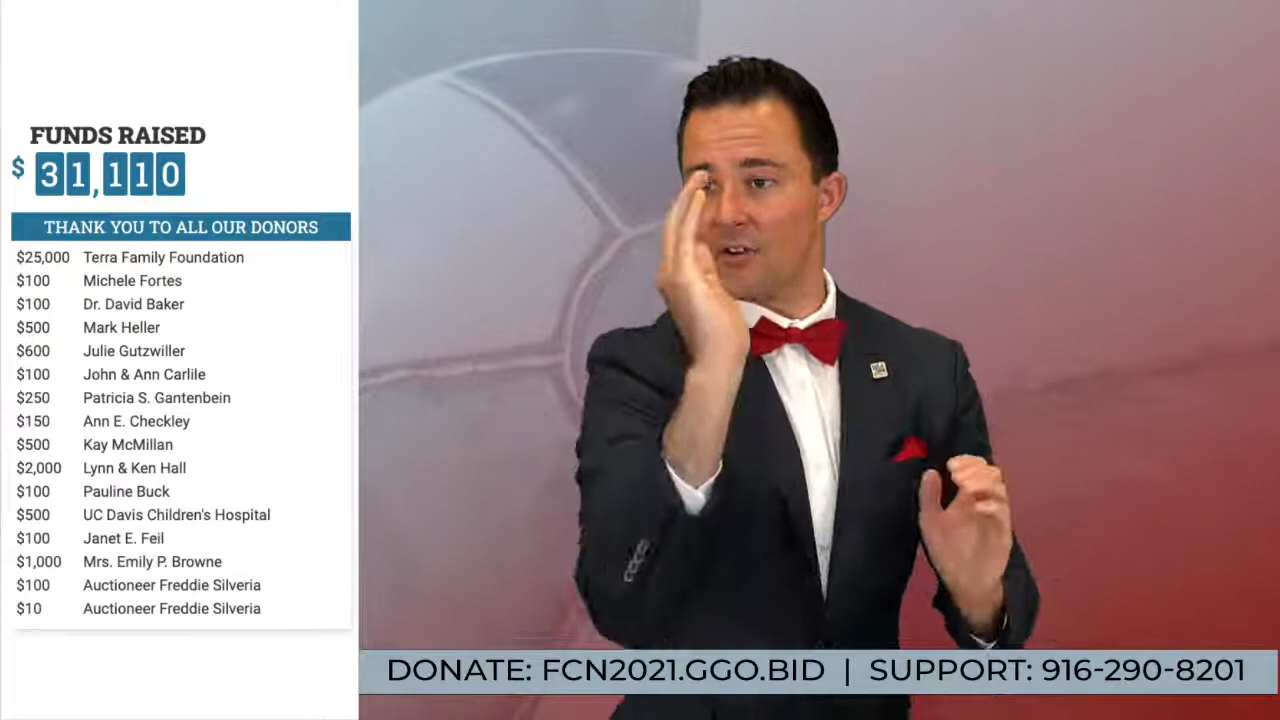 FUNDS RAISED
$ 31,110
THANK YOU TO ALL OUR DONORS
$25,000 Terra Family Foundation
$100 Michele Fortes
$100 Dr. David Baker
$500 Mark Heller
$600 Julie Gutzwiller
$100 John & Ann Carlile
$250 Patricia S. Gantenbein
$150 Ann E. Checkley
$500 Kay McMillan
$2,000 Lynn & Ken Hall
$100 Pauline Buck
$500 UC Davis Children's Hospital
$100 Janet E. Feil
$1,000 Mrs. Emily P. Browne
$100 Auctioneer Freddie Silveria
$10 Auctioneer Freddie Silveria
DONATE: FCN2021.GGO.BID | SUPPORT: 916-290-8201